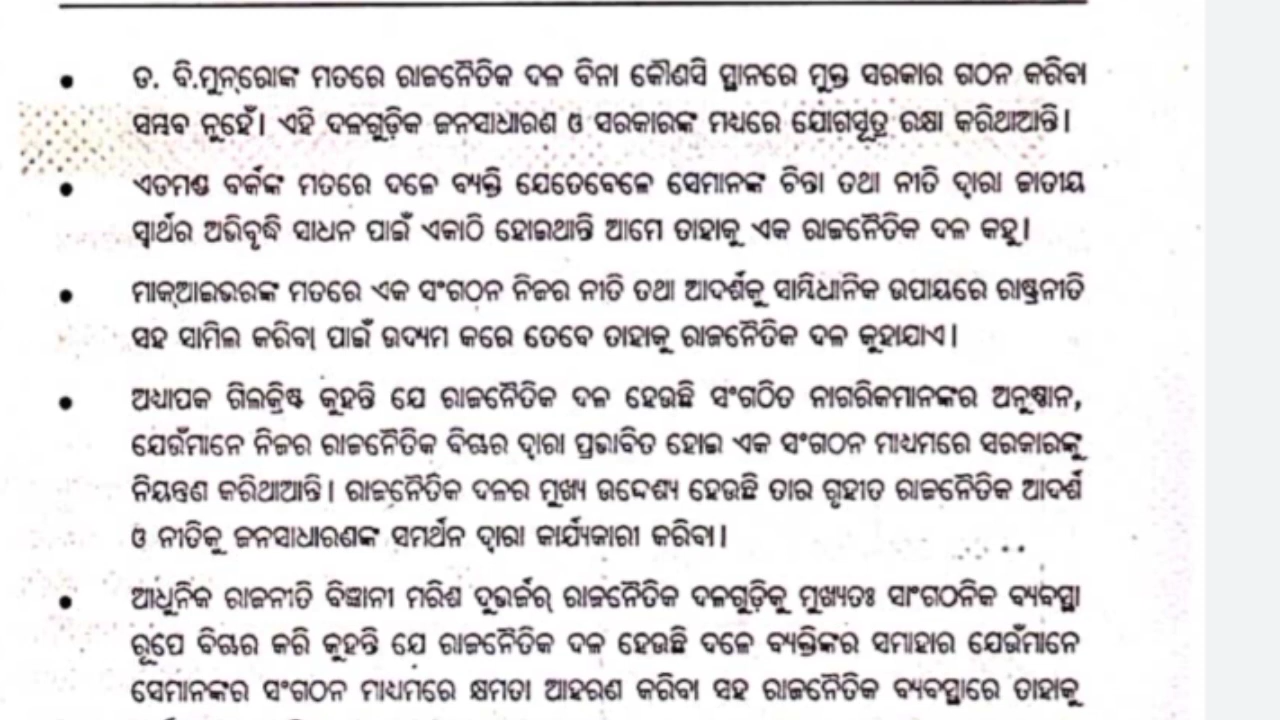 ଡ. ବି.ମୁନ୍‌ରୋଙ୍କ ମତରେ ରାଜନୈତିକ ଦଳ ବିନା କୌଣସି ସ୍ଥାନରେ ମୁକ୍ତ ସରକାର ଗଠନ କରିବା
ସମ୍ଭବ ନୁହେଁ। ଏହି ଦଳଗୁଡ଼ିକ ଜନସାଧାରଣ ଓ ସରକାରଙ୍କ ମଧ୍ୟରେ ଯୋଗସୂତ୍ର ରକ୍ଷା କରିଥାଆନ୍ତି।
ଏଡମଣ୍ଡ ବର୍କଙ୍କ ମତରେ ଦଳେ ବ୍ୟକ୍ତି ଯେତେବେଳେ ସେମାନଙ୍କ ଚିନ୍ତା ତଥା ନୀତି ଦ୍ୱାରା ଜାତୀୟ
ସ୍ୱାର୍ଥର ଅଭିବୃଦ୍ଧି ସାଧନ ପାଇଁ ଏକାଠି ହୋଇଥାନ୍ତି ଆମେ ତାହାକୁ ଏକ ରାଜନୈତିକ ଦଳ କହୁ।
ମାକ୍‌ଆଇଭରଙ୍କ ମତରେ ଏକ ସଂଗଠନ ନିଜର ନୀତି ତଥା ଆଦର୍ଶକୁ ସାମ୍ବିଧାନିକ ଉପାୟରେ ରାଷ୍ଟ୍ରନୀତି
ସହ ସାମିଲ କରିବା ପାଇଁ ଉଦ୍ୟମ କରେ ତେବେ ତାହାକୁ ରାଜନୈତିକ ଦଳ କୁହାଯାଏ।
ଅଧ୍ୟାପକ ଗିଲକ୍ରିଷ୍ଟ କୁହନ୍ତି ଯେ ରାଜନୈତିକ ଦଳ ହେଉଛି ସଂଗଠିତ ନାଗରିକମାନଙ୍କର ଅନୁଷ୍ଠାନ,
ଯେଉଁମାନେ ନିଜର ରାଜନୈତିକ ବିଚାର ଦ୍ୱାରା ପ୍ରଭାବିତ ହୋଇ ଏକ ସଂଗଠନ ମାଧ୍ୟମରେ ସରକାରଙ୍କୁ
ନିୟନ୍ତ୍ରଣ କରିଥାଆନ୍ତି। ରାଜନୈତିକ ଦଳର ମୁଖ୍ୟ ଉଦ୍ଦେଶ୍ୟ ହେଉଛି ତାର ଗୃହୀତ ରାଜନୈତିକ ଆଦର୍ଶ
ଓ ନୀତିକୁ ଜନସାଧାରଣଙ୍କ ସମର୍ଥନ ଦ୍ୱାରା କାର୍ଯ୍ୟକାରୀ କରିବା।
ଆଧୁନିକ ରାଜନୀତି ବିଜ୍ଞାନୀ ମରିଶ ଦୁଭର୍ଜର୍ ରାଜନୈତିକ ଦଳଗୁଡ଼ିକୁ ମୁଖ୍ୟତଃ ସାଂଗଠନିକ ବ୍ୟବସ୍ଥା
ରୂପେ ବିଚାର କରି କୁହନ୍ତି ଯେ ରାଜନୈତିକ ଦଳ ହେଉଛି ଦଳେ ବ୍ୟକ୍ତିଙ୍କର ସମାହାର ଯେଉଁମାନେ
ସେମାନଙ୍କର ସଂଗଠନ ମାଧ୍ୟମରେ କ୍ଷମତା ଆହରଣ କରିବା ସହ ରାଜନୈତିକ ବ୍ୟବସ୍ଥାରେ ତାହାକୁ